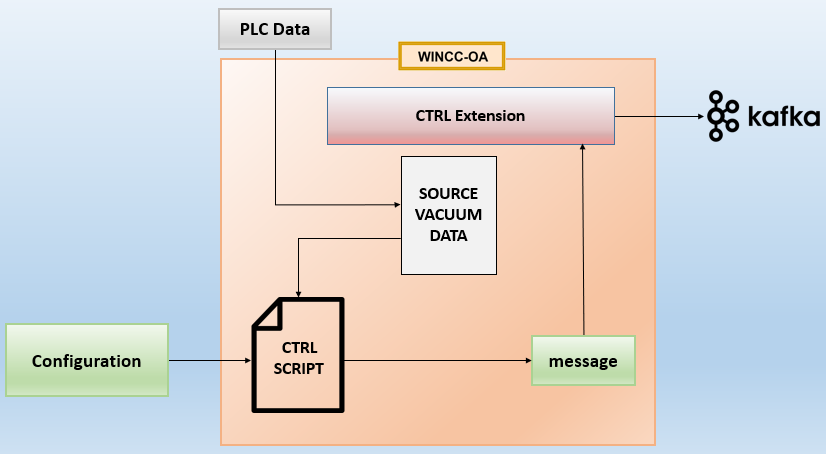 PLC Data
WINCC-OA
CTRL Extension
kafka
SOURCE
VACUUM
DATA
Configuration
CTRL
SCRIPT
message